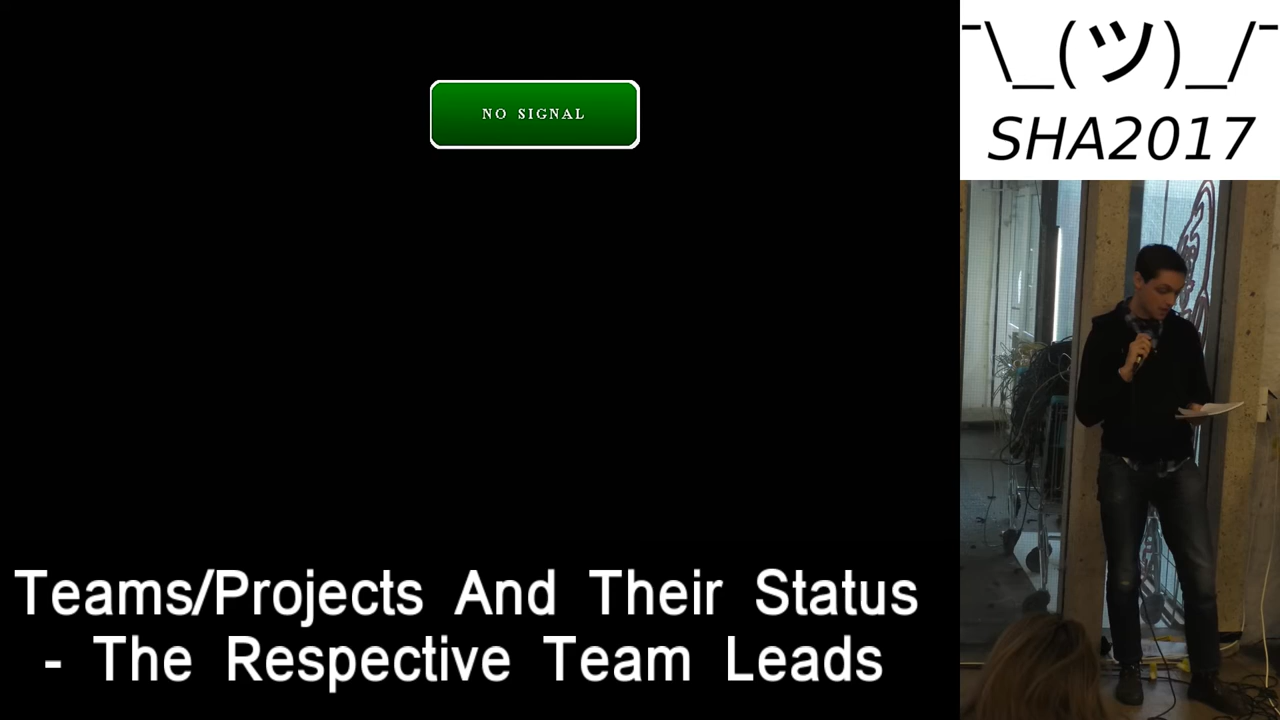 NO SIGNAL
¯\_(ツ)_/¯
SHA2017
Teams/Projects And Their Status
- The Respective Team Leads